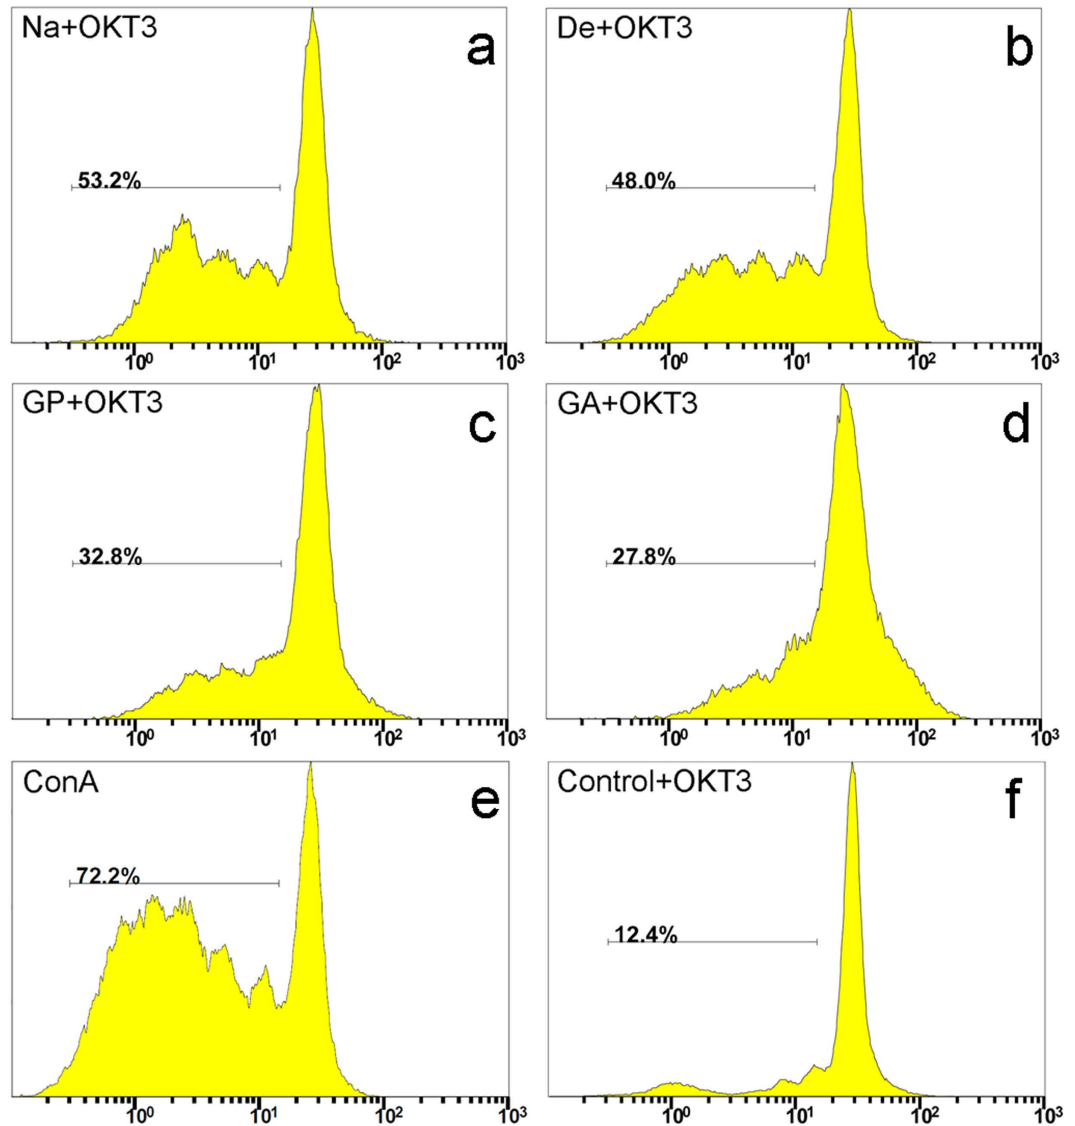 Na+OKT3 a
53.2%
10⁰ 10¹ 10² 10³
De+OKT3 b
48.0%
10⁰ 10¹ 10² 10³
GP+OKT3 c
32.8%
10⁰ 10¹ 10² 10³
GA+OKT3 d
27.8%
10⁰ 10¹ 10² 10³
ConA e
72.2%
10⁰ 10¹ 10² 10³
Control+OKT3 f
12.4%
10⁰ 10¹ 10² 10³